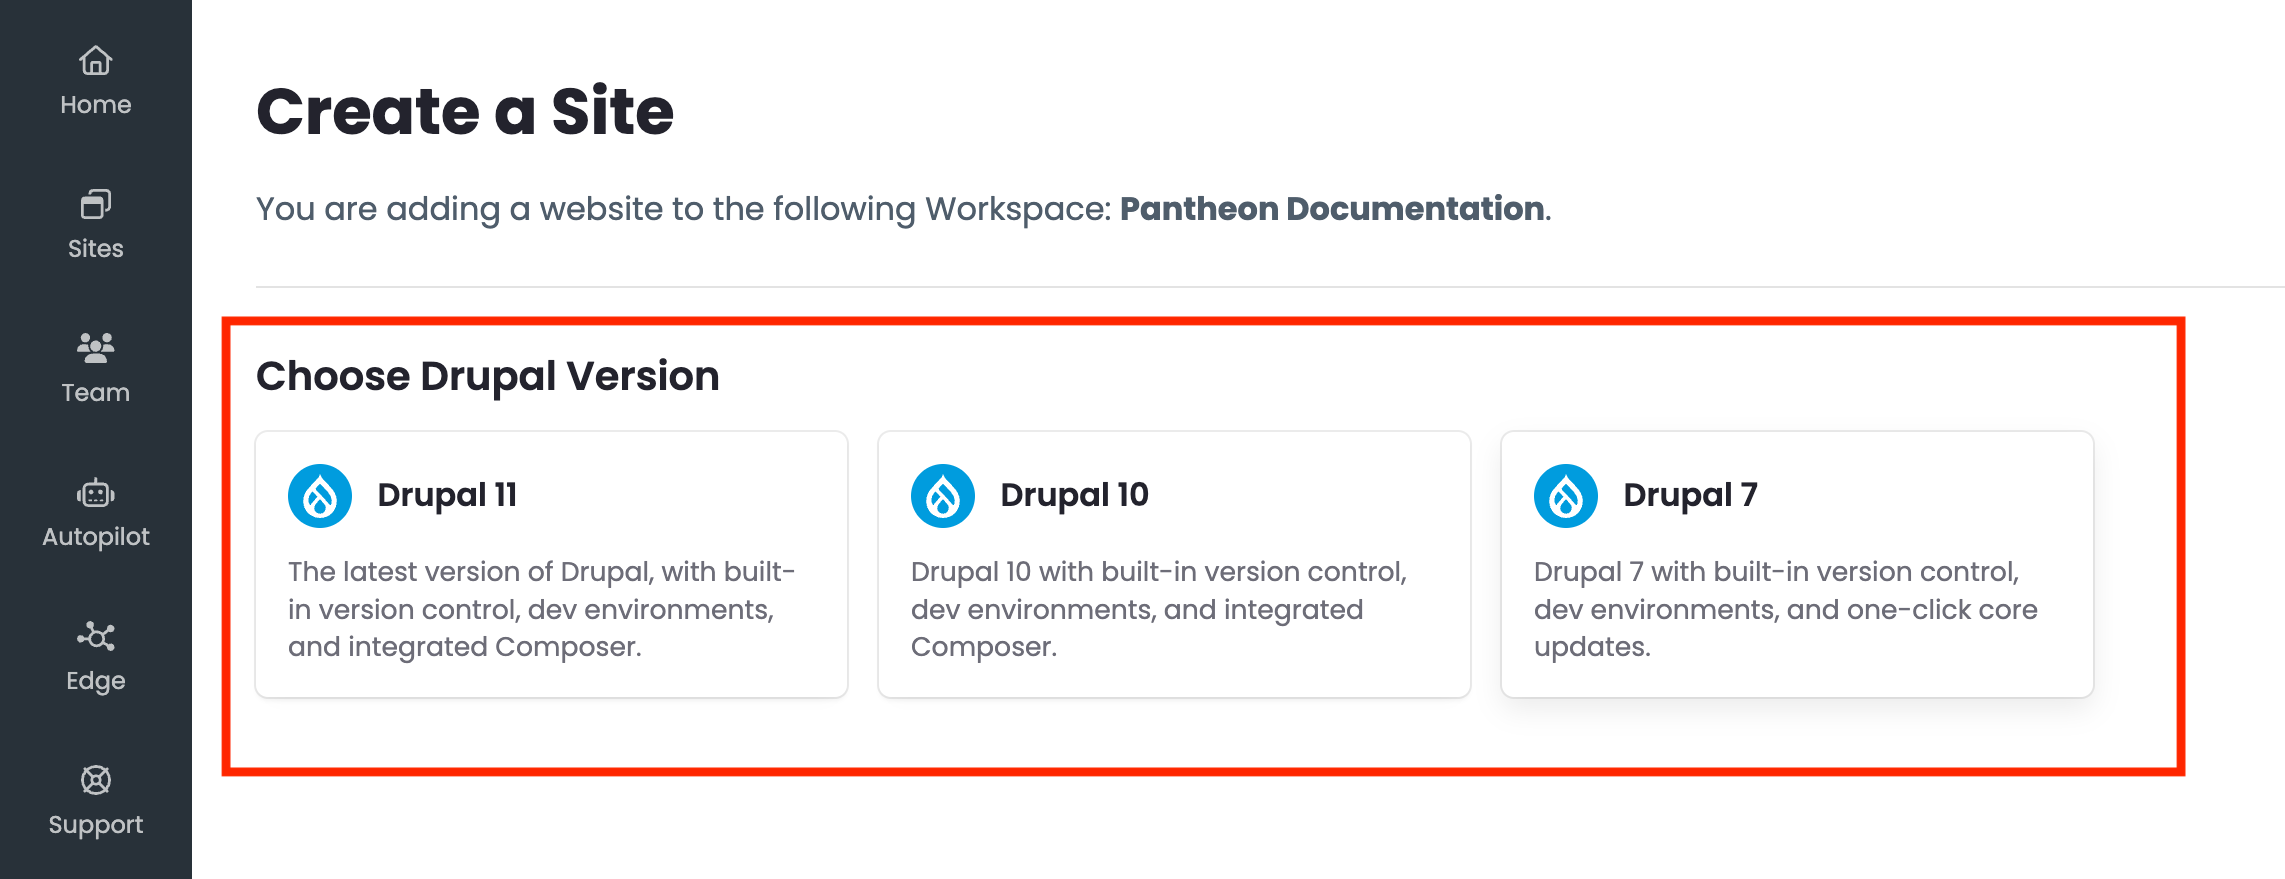 Home
Sites
Team
Autopilot
Edge
Support
Create a Site
You are adding a website to the following Workspace: Pantheon Documentation.
Choose Drupal Version
Drupal 11
The latest version of Drupal, with built-
in version control, dev environments,
and integrated Composer.
Drupal 10
Drupal 10 with built-in version control,
dev environments, and integrated
Composer.
Drupal 7
Drupal 7 with built-in version control,
dev environments, and one-click core
updates.